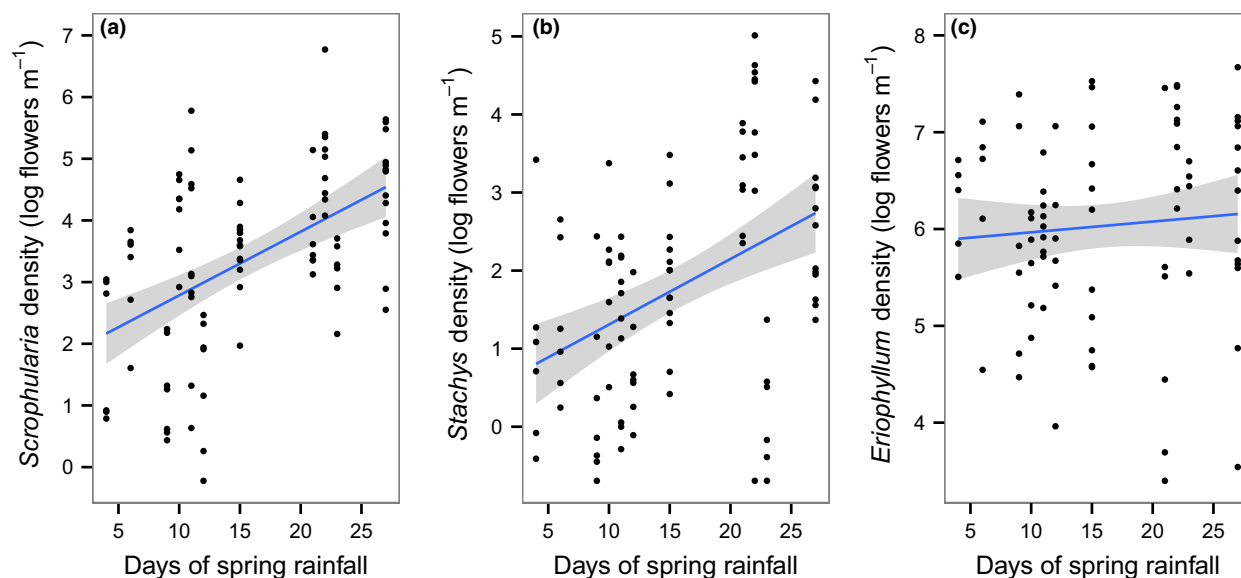 (a)
Scrophularia density (log flowers m⁻¹)
7
6
5
4
3
2
1
0
5 10 15 20 25
Days of spring rainfall
(b)
Stachys density (log flowers m⁻¹)
5
4
3
2
1
0
5 10 15 20 25
Days of spring rainfall
(c)
Eriophyllum density (log flowers m⁻¹)
8
7
6
5
4
5 10 15 20 25
Days of spring rainfall